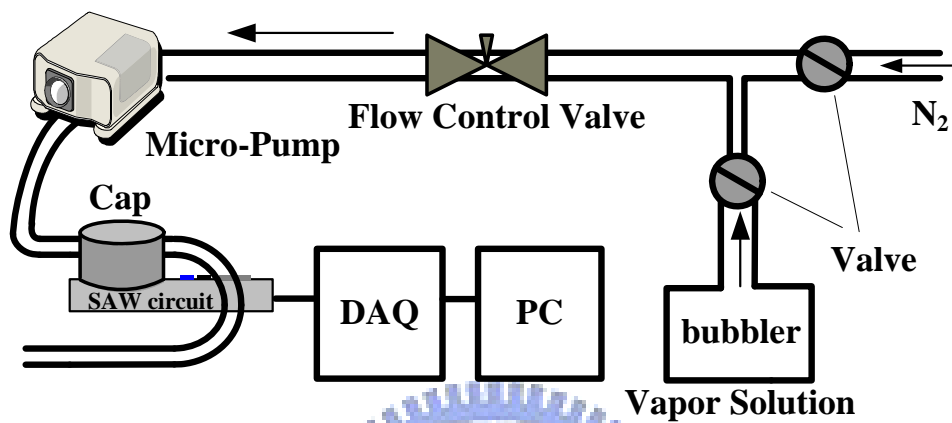 N2
Flow Control Valve
Micro-Pump
Cap
Valve
SAW circuit
DAQ
PC
bubbler
Vapor Solution